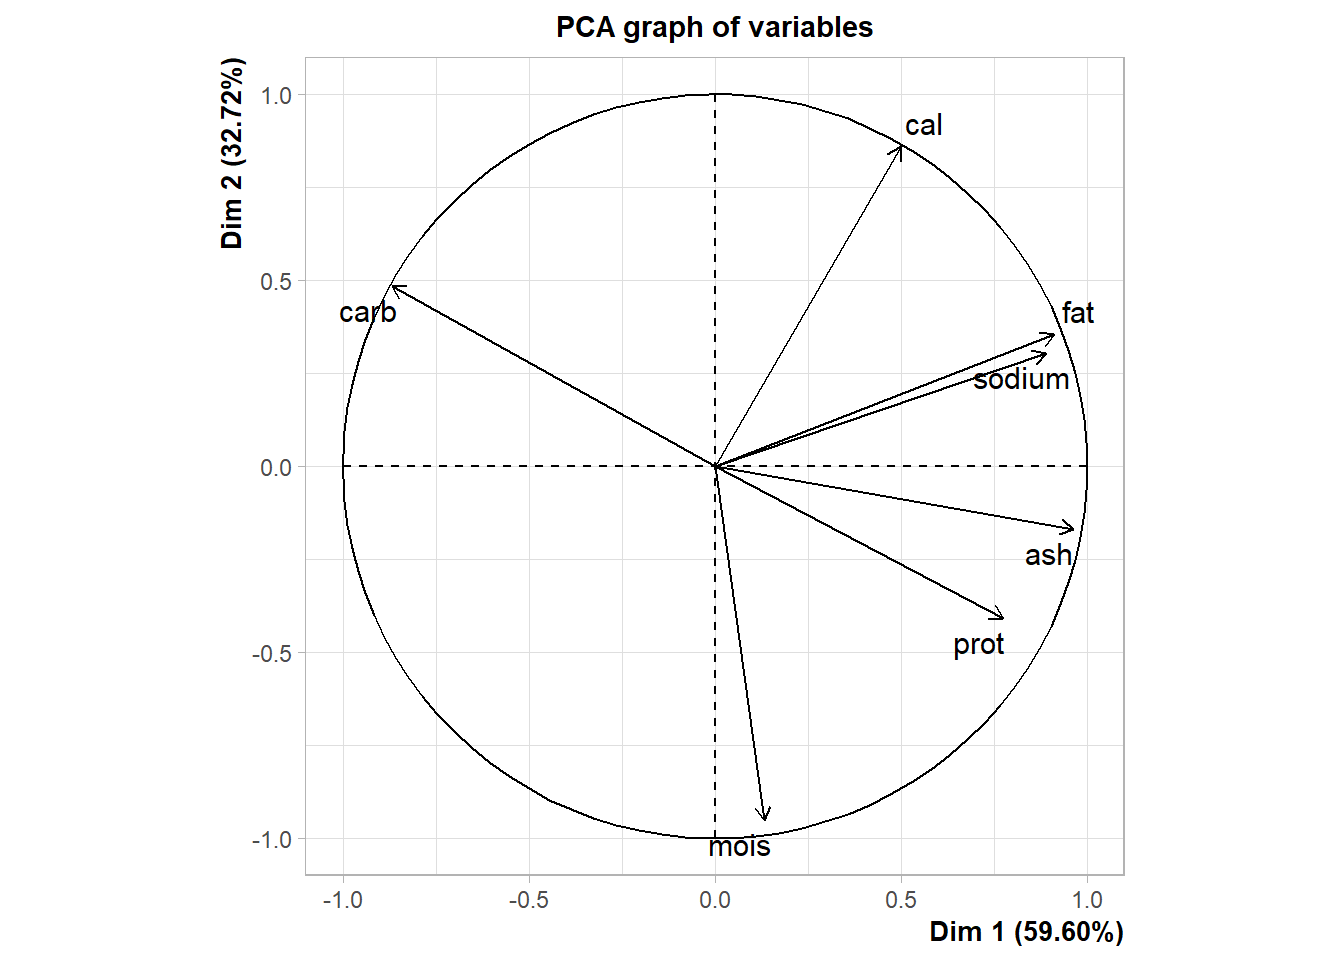 PCA graph of variables
Dim 2 (32.72%)
1.0
0.5
0.0
-0.5
-1.0
cal
fat
carb
sodium
ash
prot
mois
-1.0
-0.5
0.0
0.5
1.0
Dim 1 (59.60%)